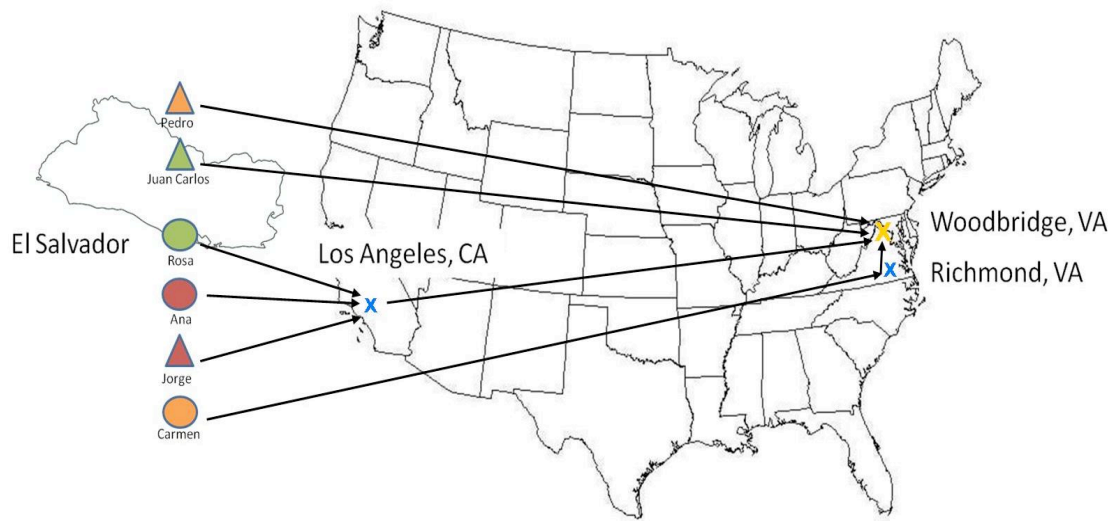 Pedro
Juan Carlos
El Salvador
Rosa
Ana
Jorge
Carmen
Los Angeles, CA
X
Woodbridge, VA
X
Richmond, VA
X